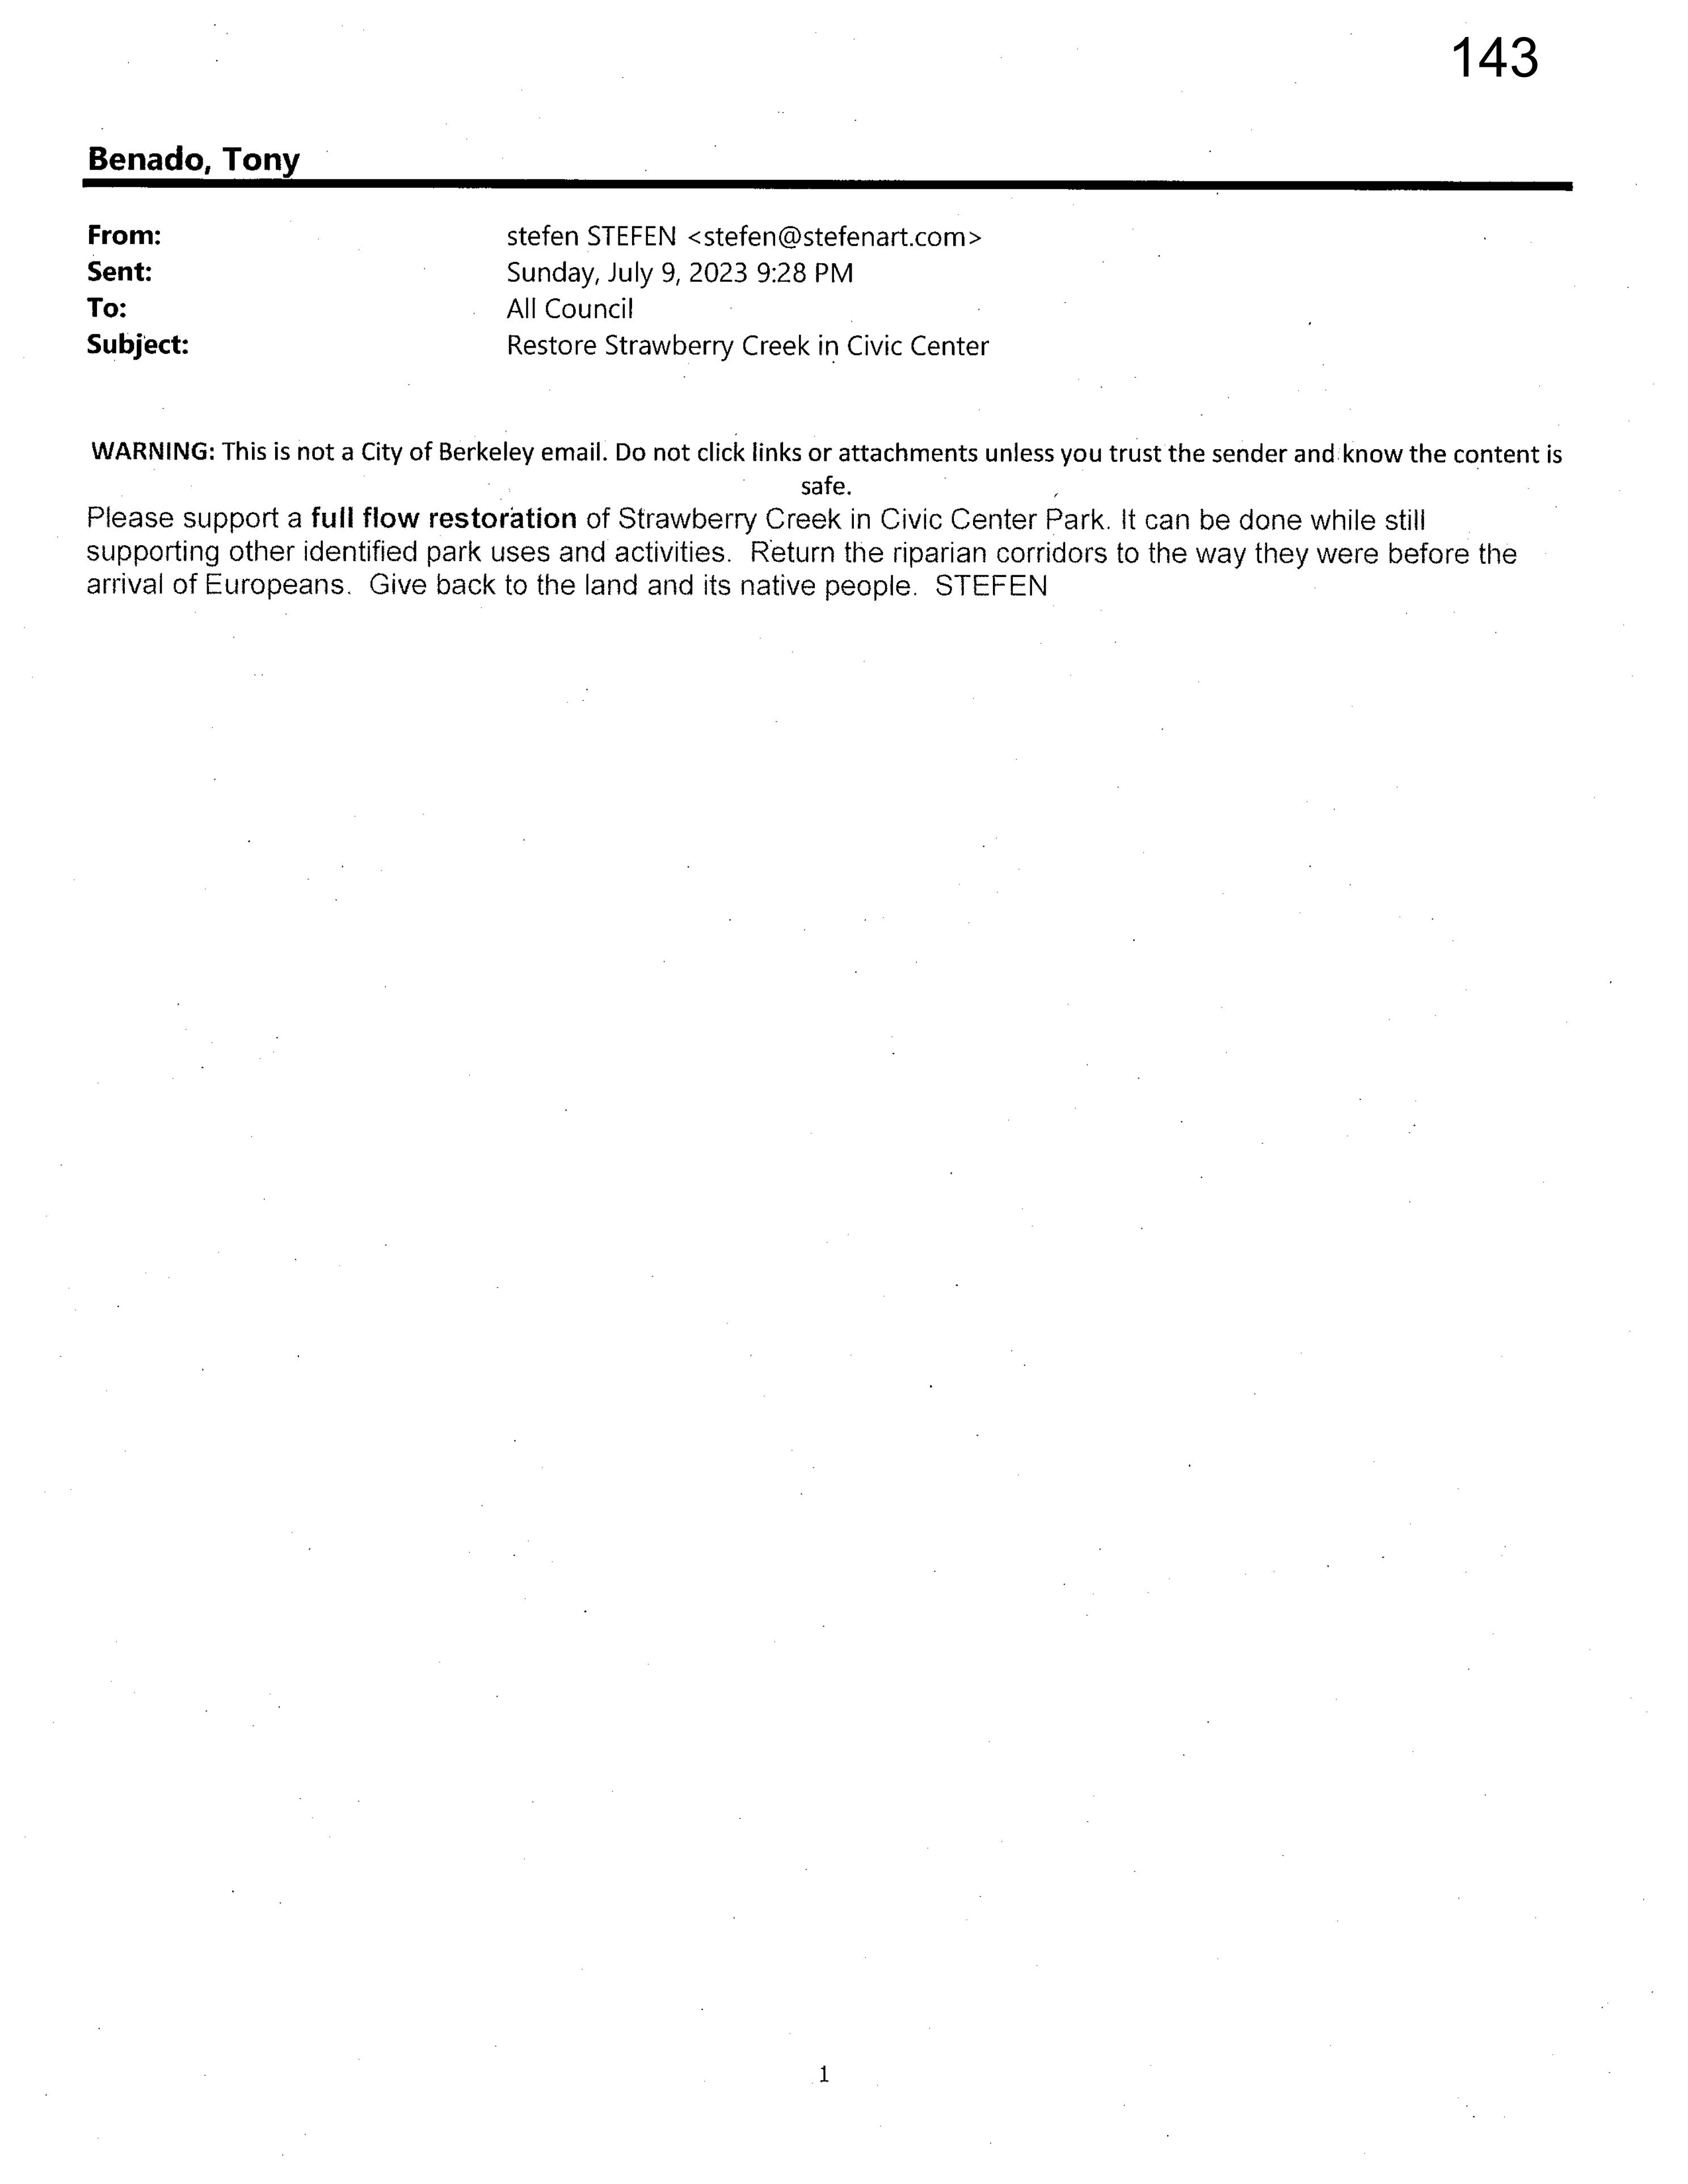 143
Benado, Tony
From: stefen STEFEN <stefen@stefenart.com>
Sent: Sunday, July 9, 2023 9:28 PM
To: All Council
Subject: Restore Strawberry Creek in Civic Center
WARNING: This is not a City of Berkeley email. Do not click links or attachments unless you trust the sender and know the content is
safe.
Please support a full flow restoration of Strawberry Creek in Civic Center Park. It can be done while still
supporting other identified park uses and activities.  Return the riparian corridors to the way they were before the
arrival of Europeans.  Give back to the land and its native people.  STEFEN
1